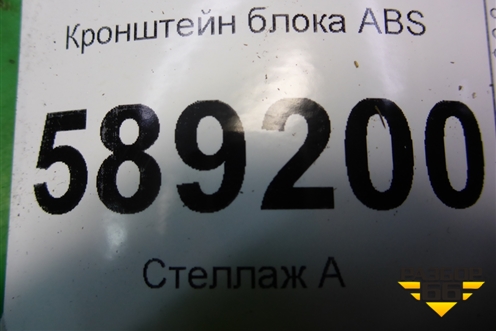 Кронштейн блока ABS
589200
Стеллаж А